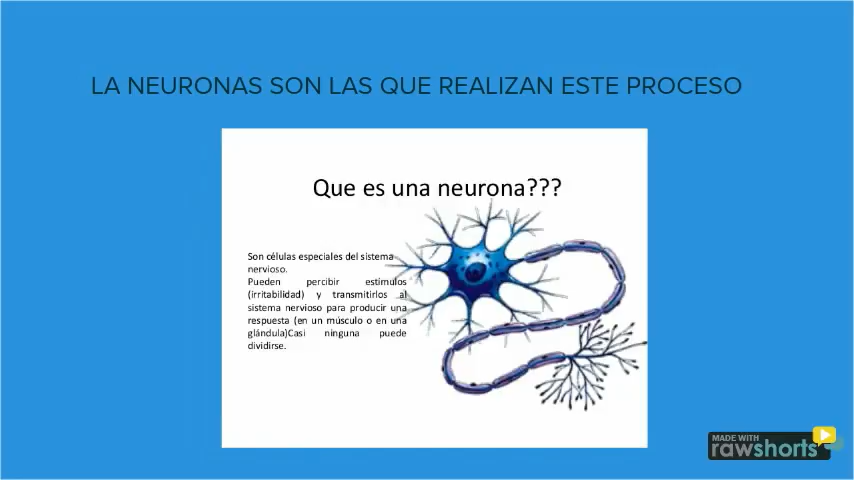 LA NEURONAS SON LAS QUE REALIZAN ESTE PROCESO
Que es una neurona???
Son células especiales del sistema
nervioso.
Pueden percibir estímulos
(irritabilidad) y transmitirlos al
sistema nervioso para producir una
respuesta (en un músculo o en una
glándula)Casi ninguna puede
dividirse.
MADE WITH
rawshorts